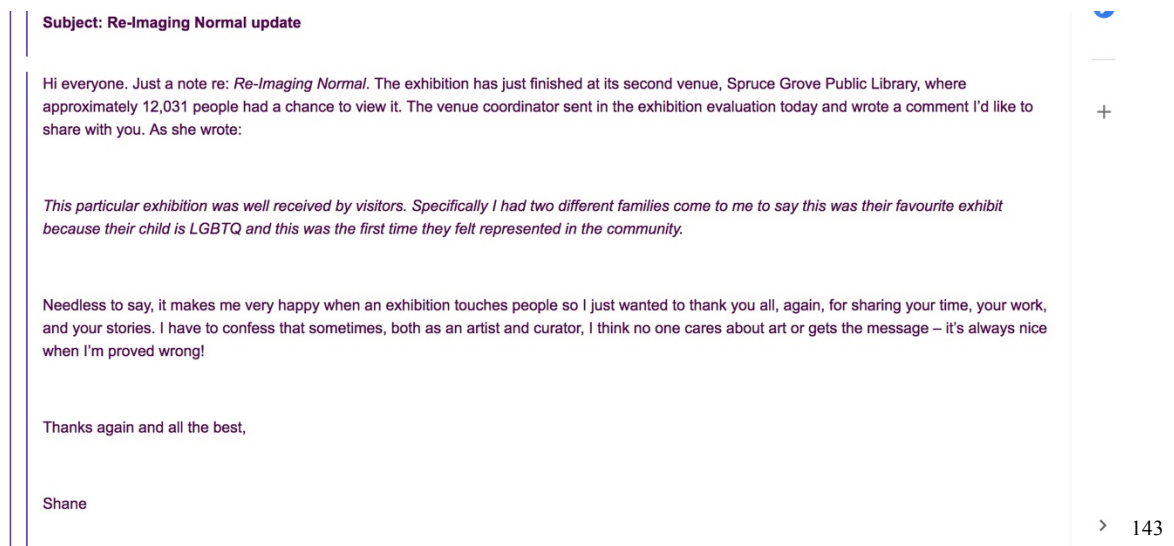 Subject: Re-Imaging Normal update
Hi everyone. Just a note re: Re-Imaging Normal. The exhibition has just finished at its second venue, Spruce Grove Public Library, where
approximately 12,031 people had a chance to view it. The venue coordinator sent in the exhibition evaluation today and wrote a comment I'd like to
share with you. As she wrote:
This particular exhibition was well received by visitors. Specifically I had two different families come to me to say this was their favourite exhibit
because their child is LGBTQ and this was the first time they felt represented in the community.
Needless to say, it makes me very happy when an exhibition touches people so I just wanted to thank you all, again, for sharing your time, your work,
and your stories. I have to confess that sometimes, both as an artist and curator, I think no one cares about art or gets the message – it's always nice
when I'm proved wrong!
Thanks again and all the best,
Shane
143